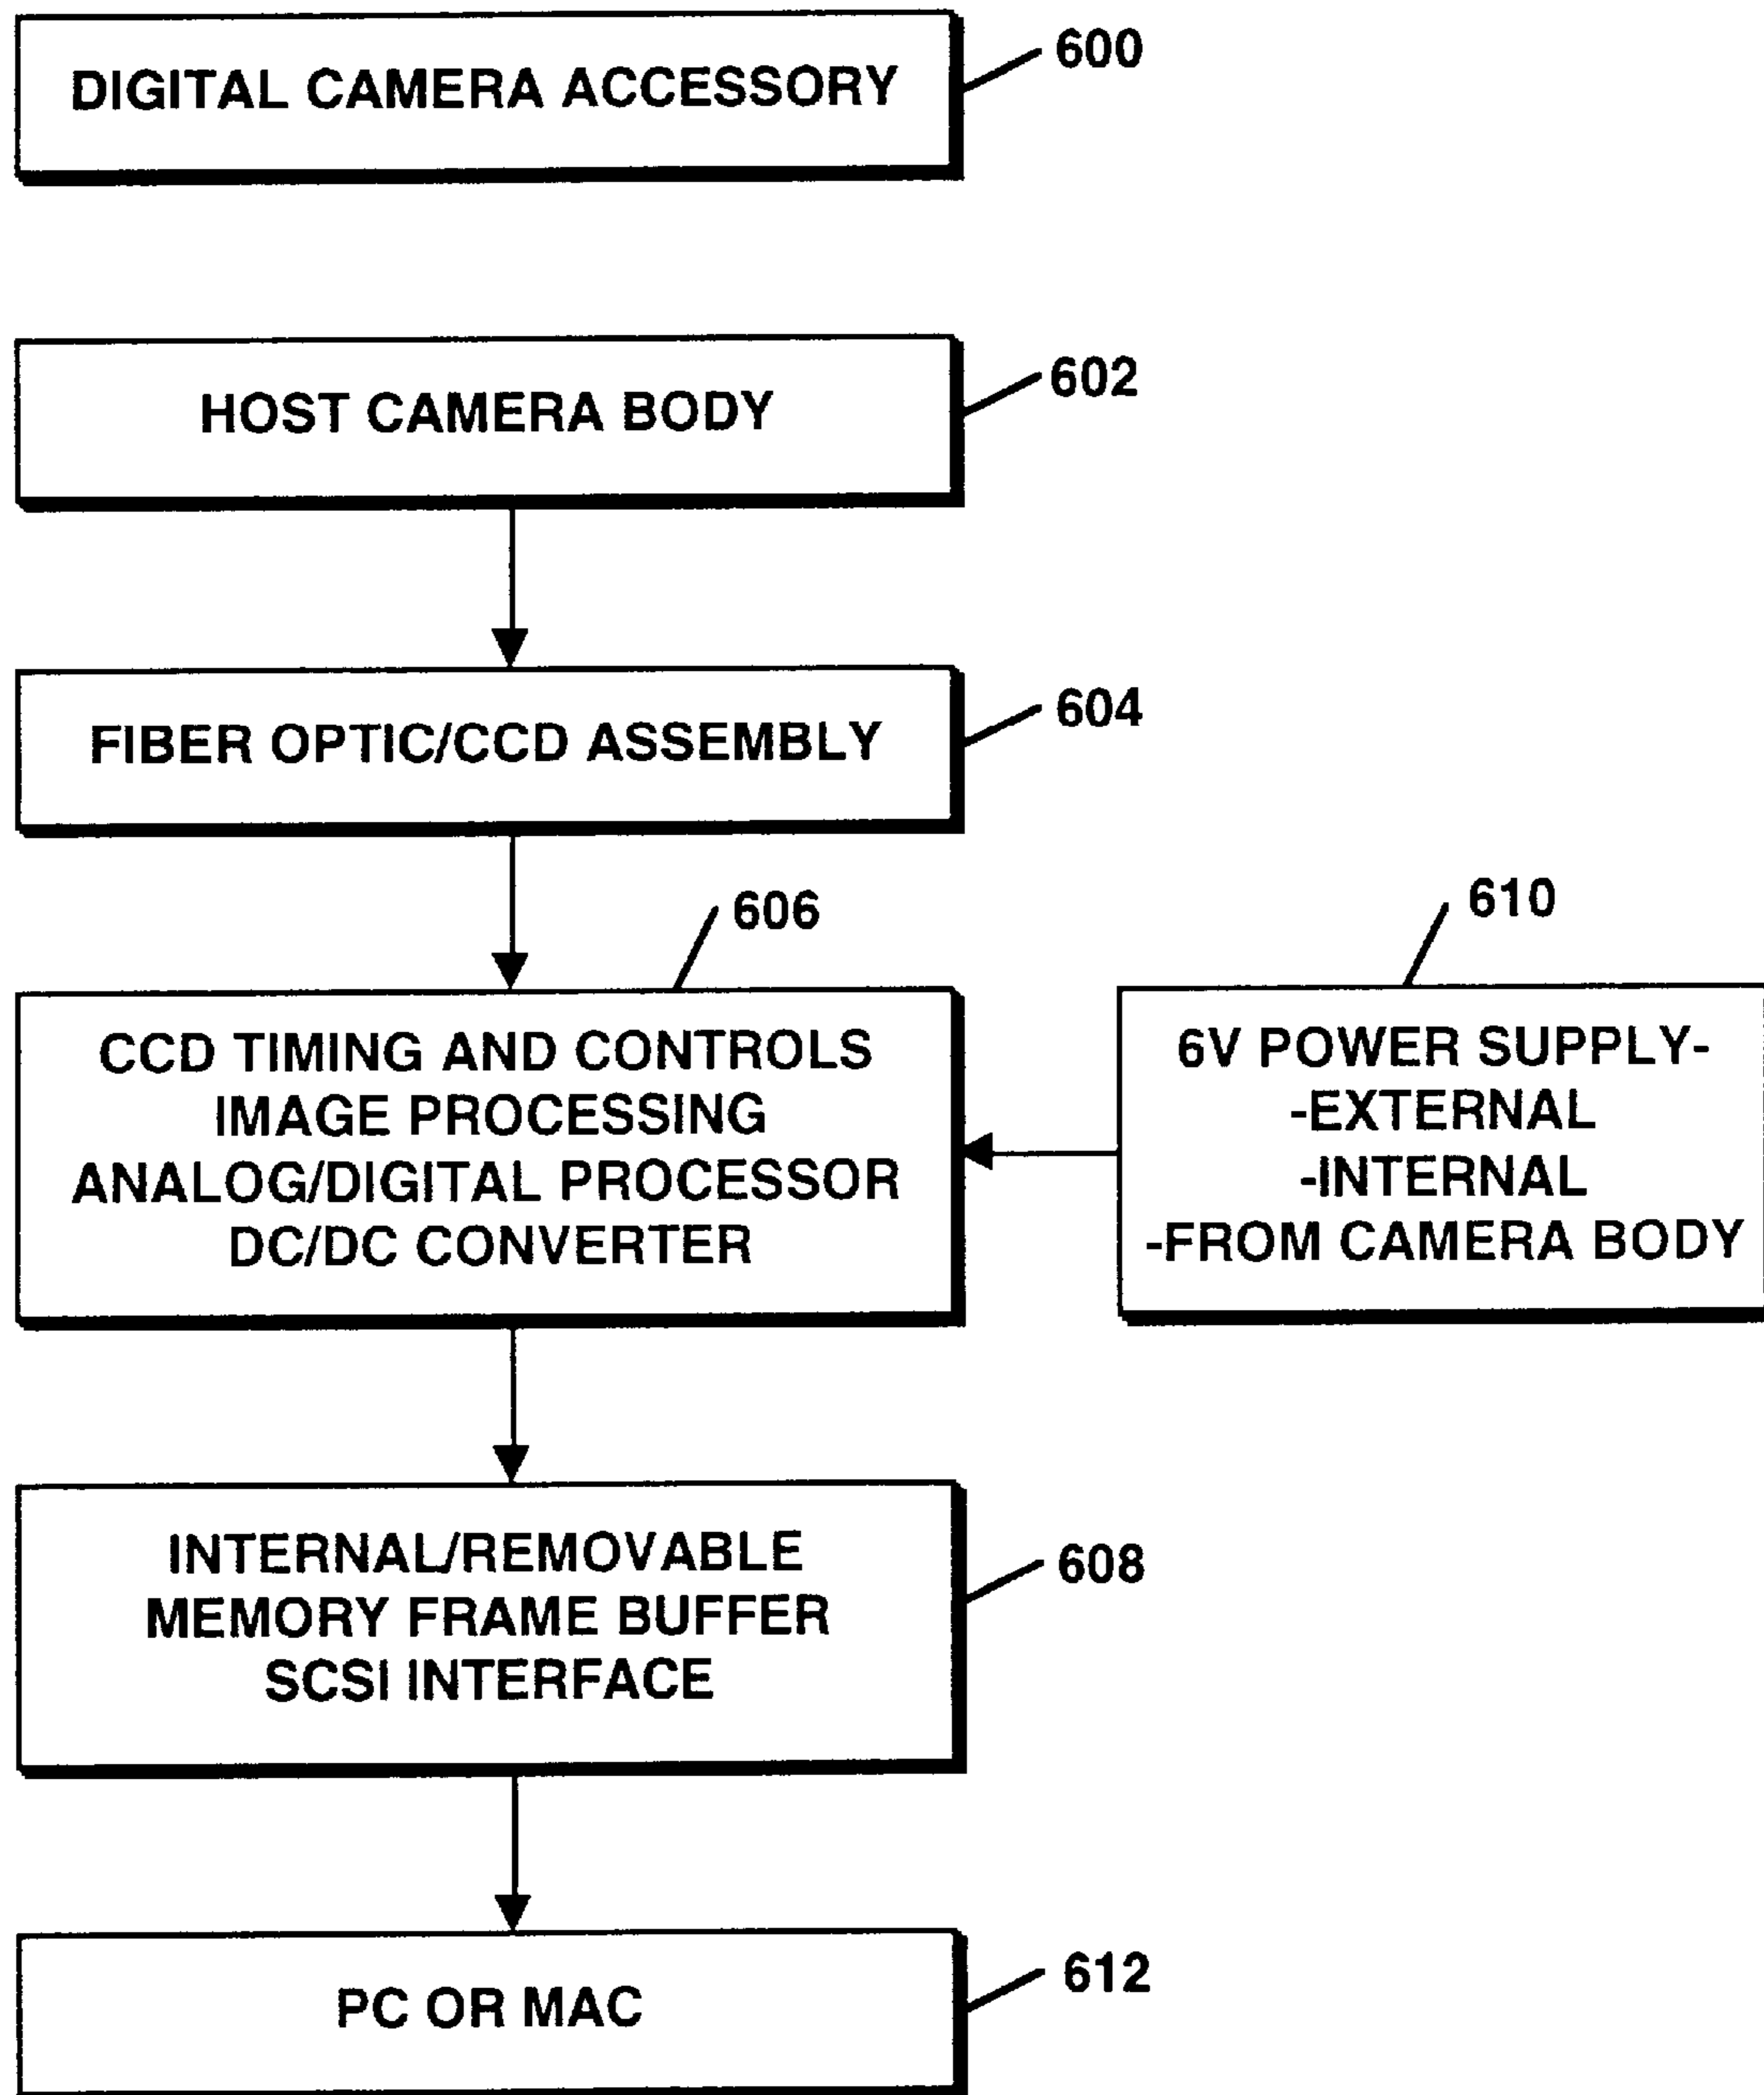 DIGITAL CAMERA ACCESSORY
600
HOST CAMERA BODY
602
FIBER OPTIC/CCD ASSEMBLY
604
606
CCD TIMING AND CONTROLS
IMAGE PROCESSING
ANALOG/DIGITAL PROCESSOR
DC/DC CONVERTER
610
6V POWER SUPPLY-
-EXTERNAL
-INTERNAL
-FROM CAMERA BODY
INTERNAL/REMOVABLE
MEMORY FRAME BUFFER
SCSI INTERFACE
608
PC OR MAC
612